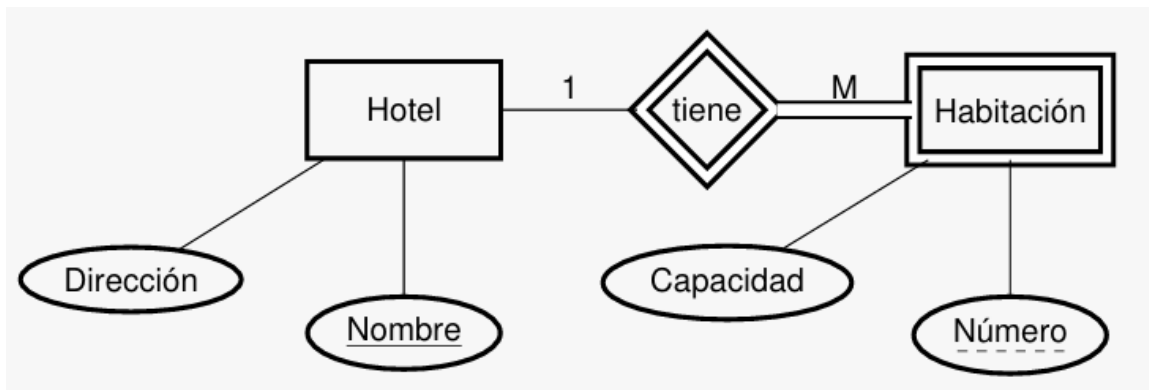 Hotel
1
tiene
M
Habitación
Dirección
Nombre
Capacidad
Número